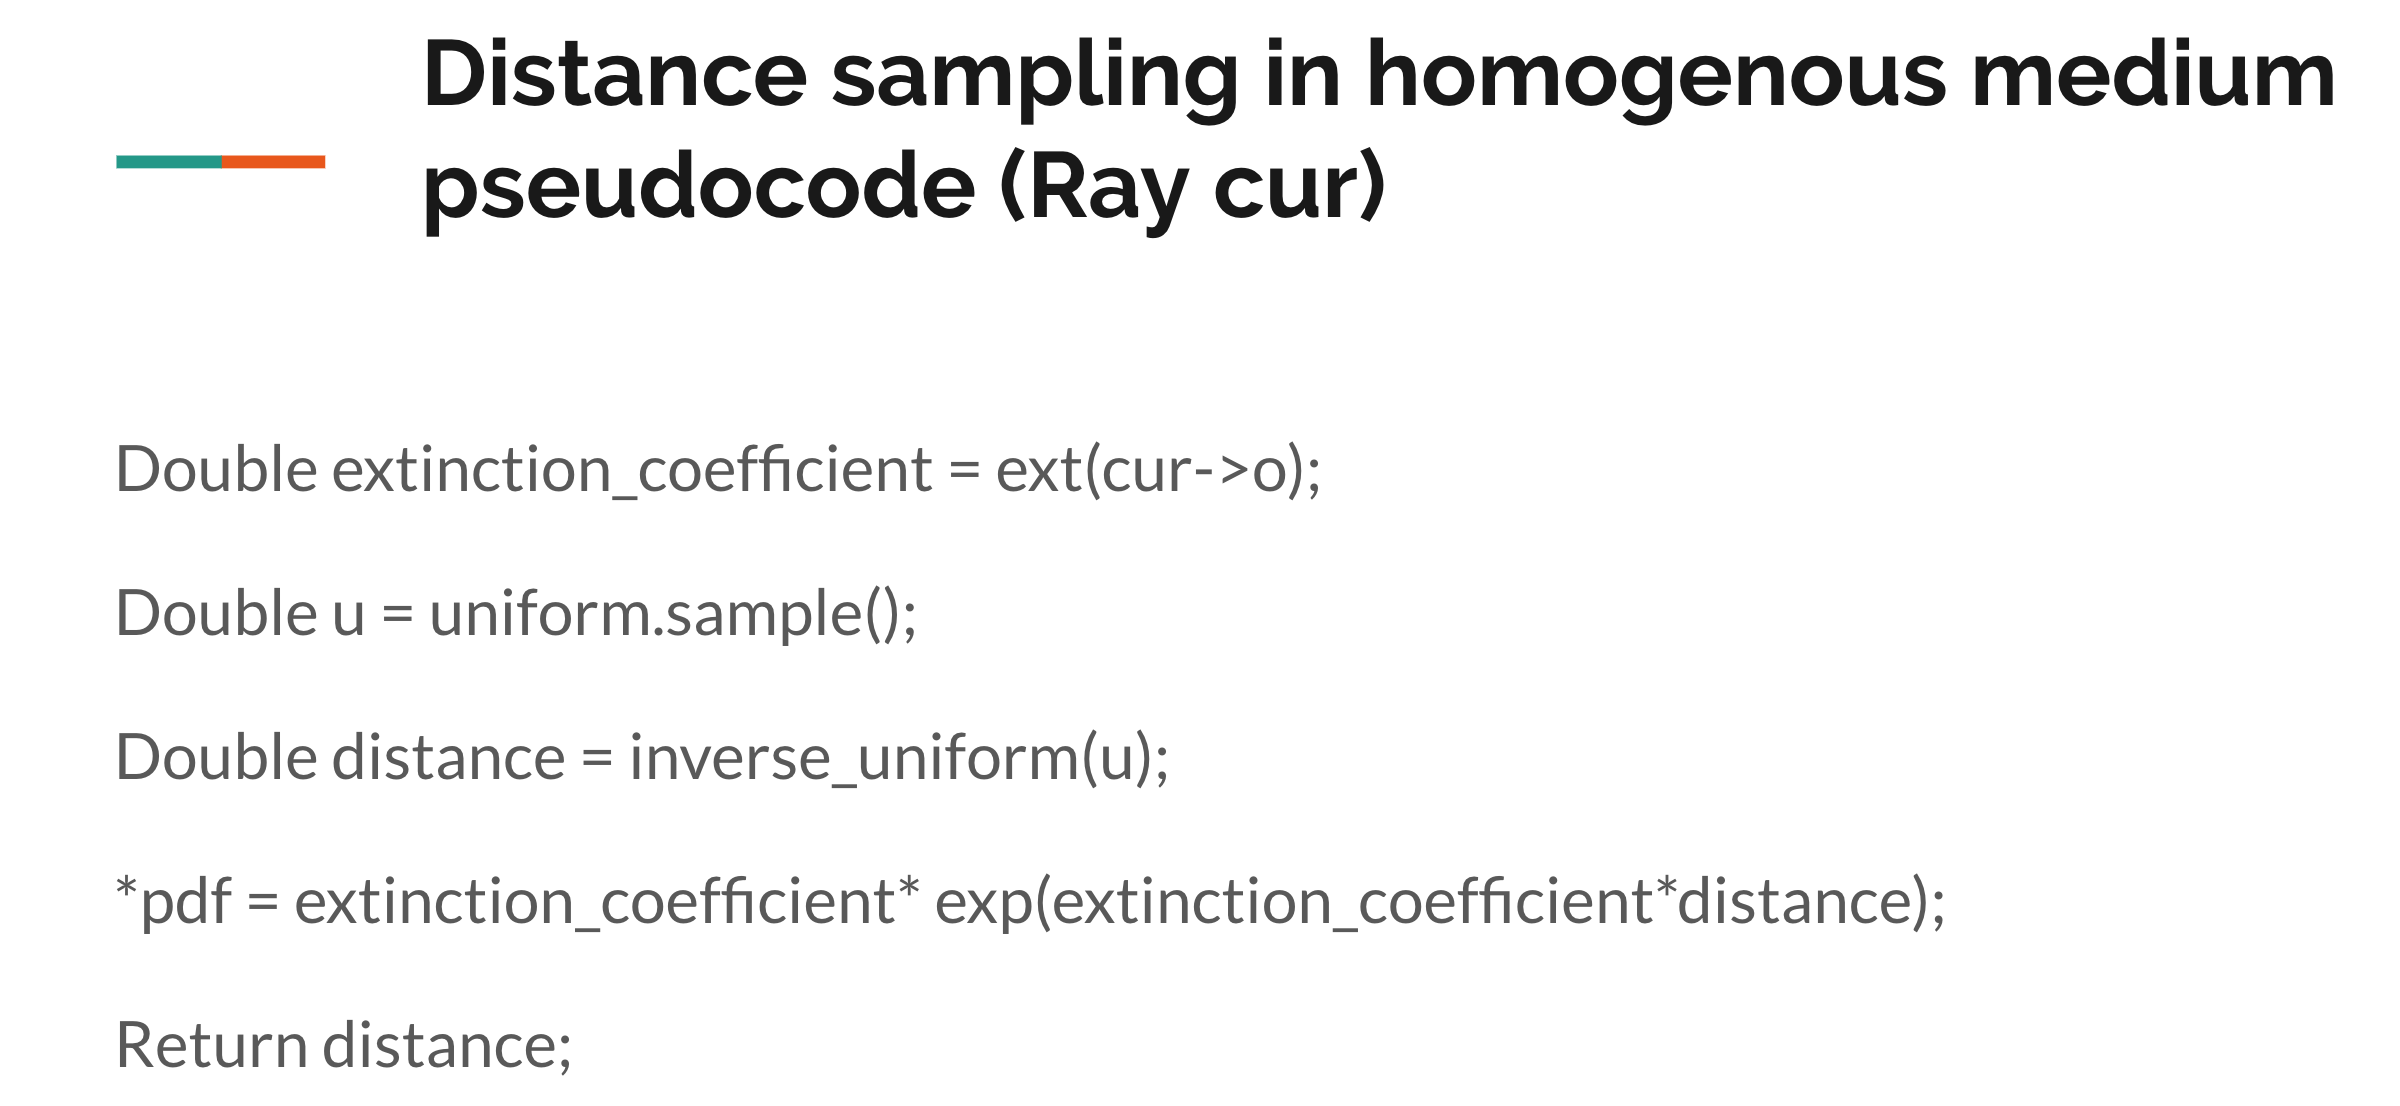 Distance sampling in homogenous medium
pseudocode (Ray cur)
Double extinction_coefficient = ext(cur->o);
Double u = uniform.sample();
Double distance = inverse_uniform(u);
*pdf = extinction_coefficient* exp(extinction_coefficient*distance);
Return distance;